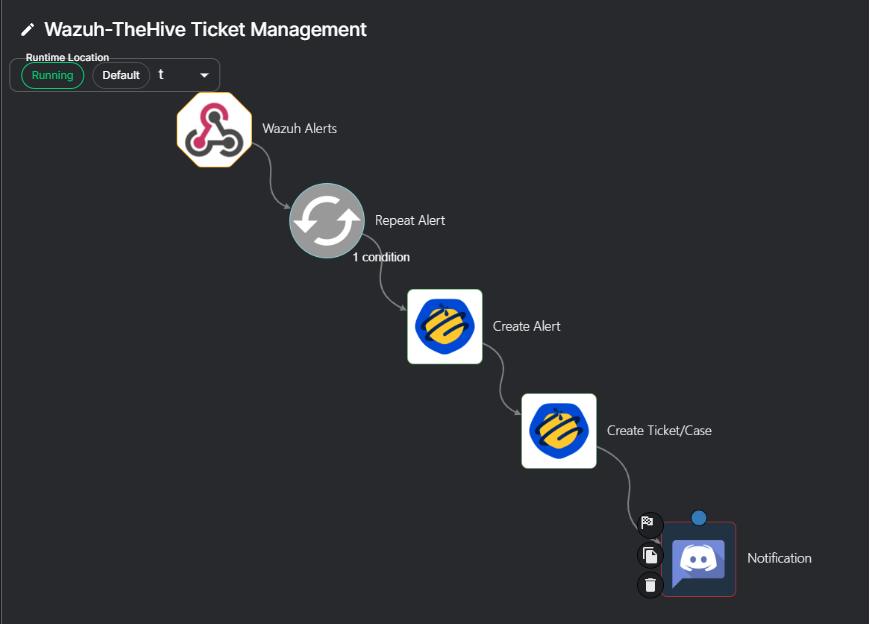 Wazuh-TheHive Ticket Management
Runtime Location
Running Default t
Wazuh Alerts
Repeat Alert
1 condition
Create Alert
Create Ticket/Case
Notification